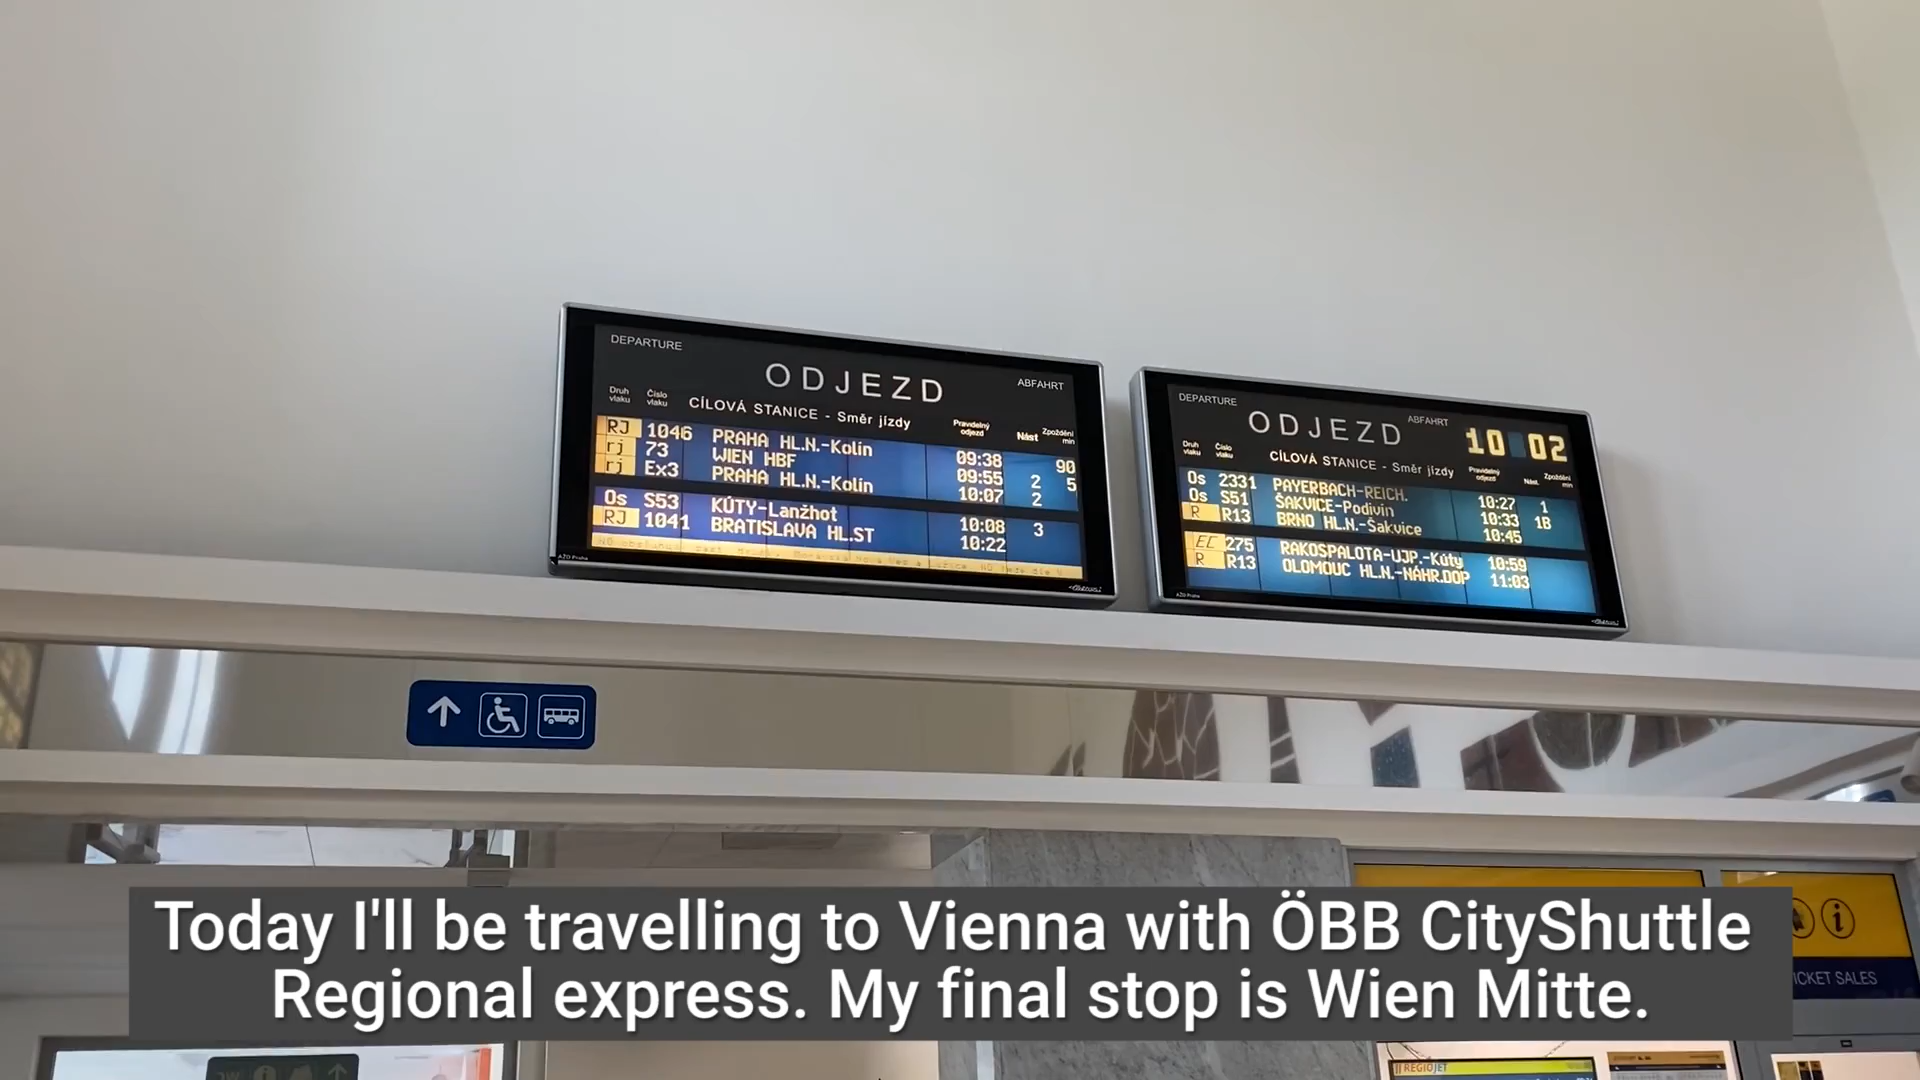 DEPARTURE
ODJEZD
ABFAHRT
Druh vlaku
Číslo vlaku
CÍLOVÁ STANICE - Směr jízdy
Pravidelný odjezd
Nást
Zpoždění min
RJ 1046 PRAHA HL.N.-Kolín 09:38 90
rj 73 WIEN HBF 09:55 2 5
rj Ex3 PRAHA HL.N.-Kolín 10:07 2
Os S53 KÚTY-Lanžhot 10:08 3
RJ 1041 BRATISLAVA HL.ST 10:22
AŽD Praha
DEPARTURE
ODJEZD
ABFAHRT
10 02
Druh vlaku
Číslo vlaku
CÍLOVÁ STANICE - Směr jízdy
Pravidelný odjezd
Nást.
Zpoždění min
Os 2331 PAYERBACH-REICH. 10:27 1
Os S51 ŠAKVICE-Podivín 10:33 1B
R R13 BRNO HL.N.-Šakvice 10:45
EC 275 RAKOSPALOTA-UJP.-Kúty 10:59
R R13 OLOMOUC HL.N.-NÁHR.DOP 11:03
AŽD Praha
Today I'll be travelling to Vienna with ÖBB CityShuttle
Regional express. My final stop is Wien Mitte.
TICKET SALES
REGIOJET